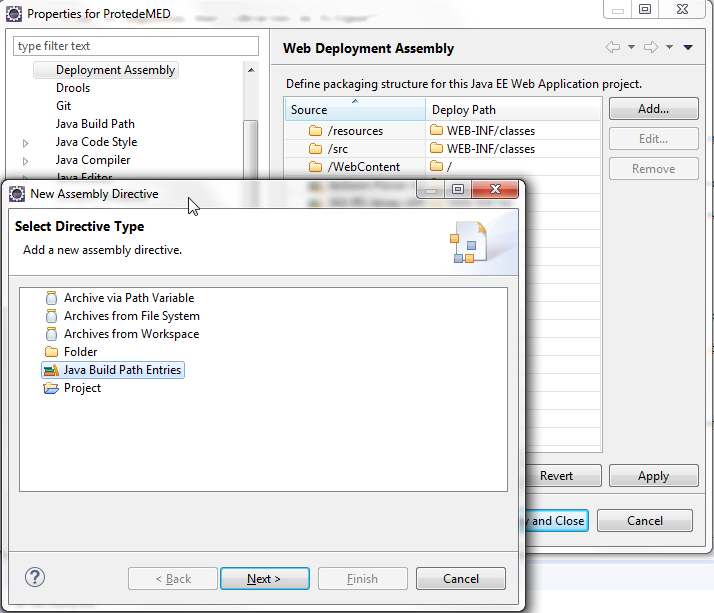 Properties for ProtedeMED
type filter text
Deployment Assembly
Drools
Git
Java Build Path
Java Code Style
Java Compiler
Java Editor
Web Deployment Assembly
Define packaging structure for this Java EE Web Application project.
Source Deploy Path
/resources WEB-INF/classes
/src WEB-INF/classes
/WebContent /
Add...
Edit...
Remove
New Assembly Directive
Select Directive Type
Add a new assembly directive.
Archive via Path Variable
Archives from File System
Archives from Workspace
Folder
Java Build Path Entries
Project
Revert Apply
and Close Cancel
? < Back Next > Finish Cancel